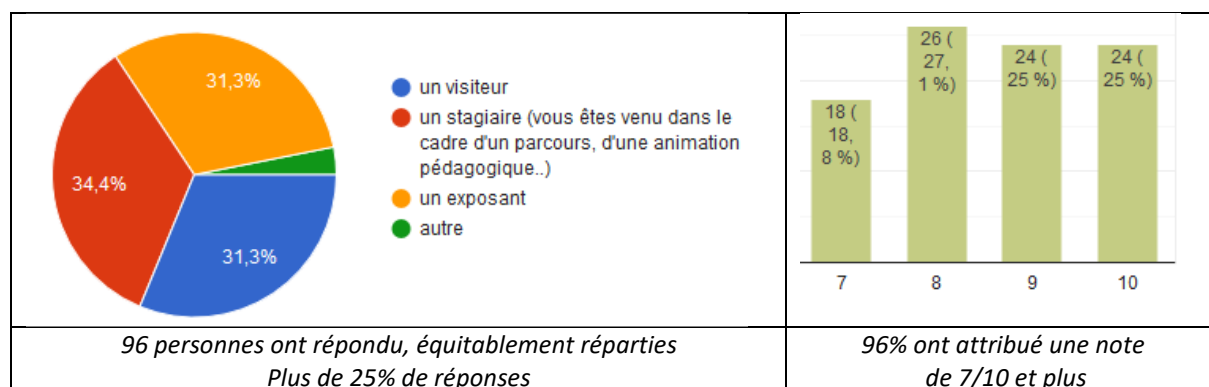 31,3%
34,4%
31,3%
un visiteur
un stagiaire (vous êtes venu dans le
cadre d'un parcours, d'une animation
pédagogique..)
un exposant
autre
18 (
18,
8 %)
26 (
27,
1 %)
24 (
25 %)
24 (
25 %)
7
8
9
10
96 personnes ont répondu, équitablement réparties
Plus de 25% de réponses
96% ont attribué une note
de 7/10 et plus